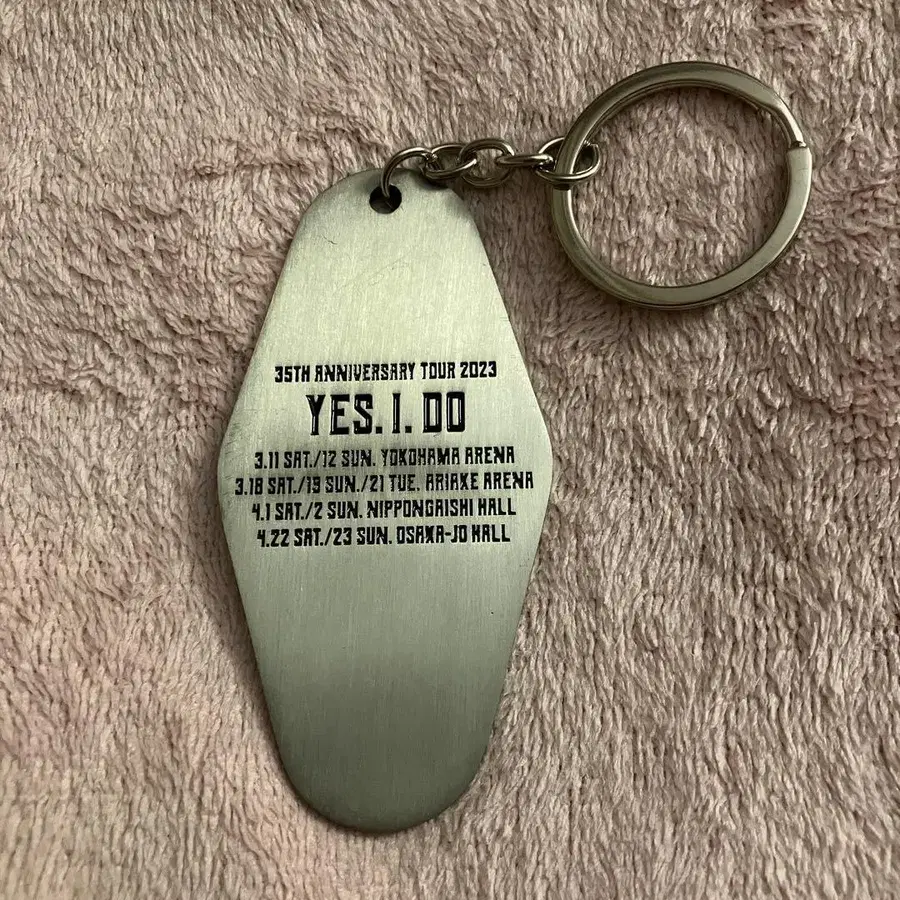 35TH ANNIVERSARY TOUR 2023
YES. I. DO
3.11 SAT./12 SUN. YOKOHAMA ARENA
3.18 SAT./19 SUN./21 TUE. ARIAKE ARENA
4.1 SAT./2 SUN. NIPPONGAISHI HALL
4.22 SAT./23 SUN. OSAKA-JO HALL